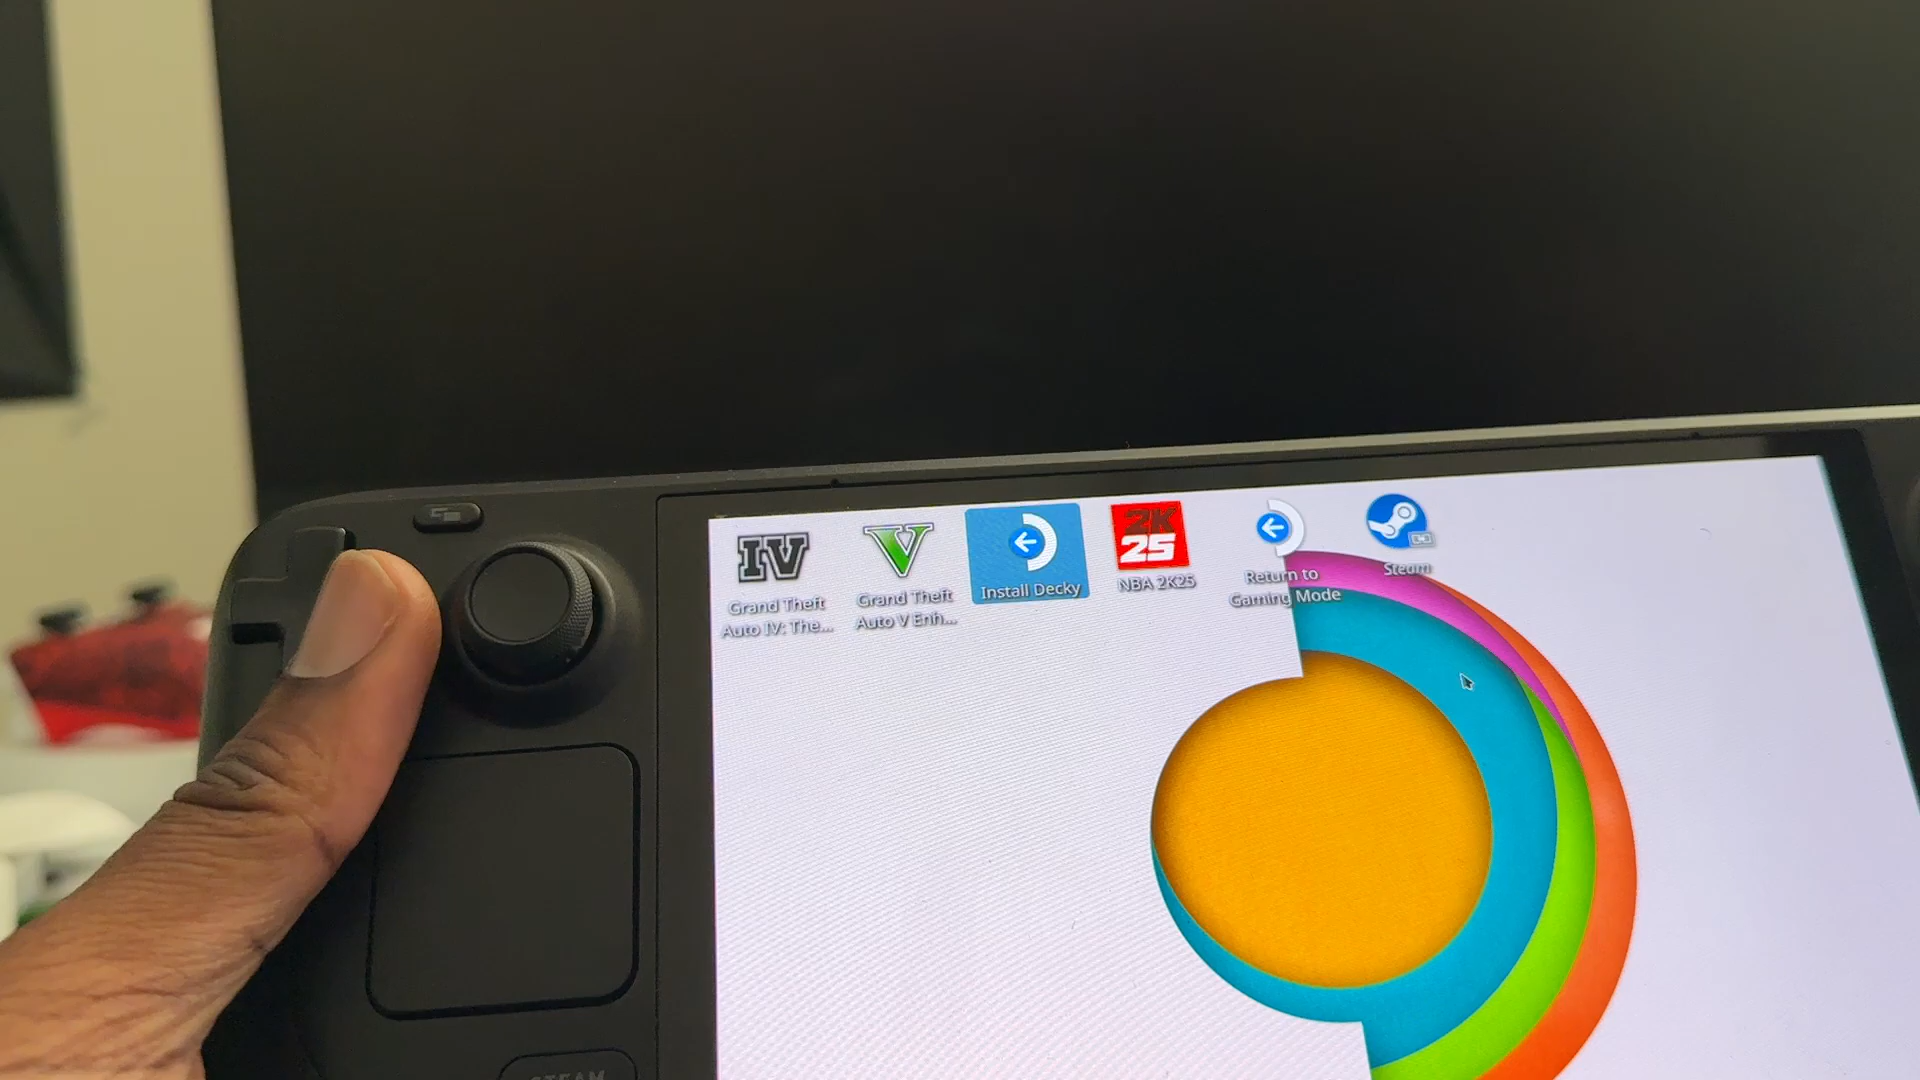 IV
Grand Theft
Auto IV: The...
V
Grand Theft
Auto V Enh...
Install Decky
2K
25
NBA 2K25
Return to
Gaming Mode
Steam
STEAM